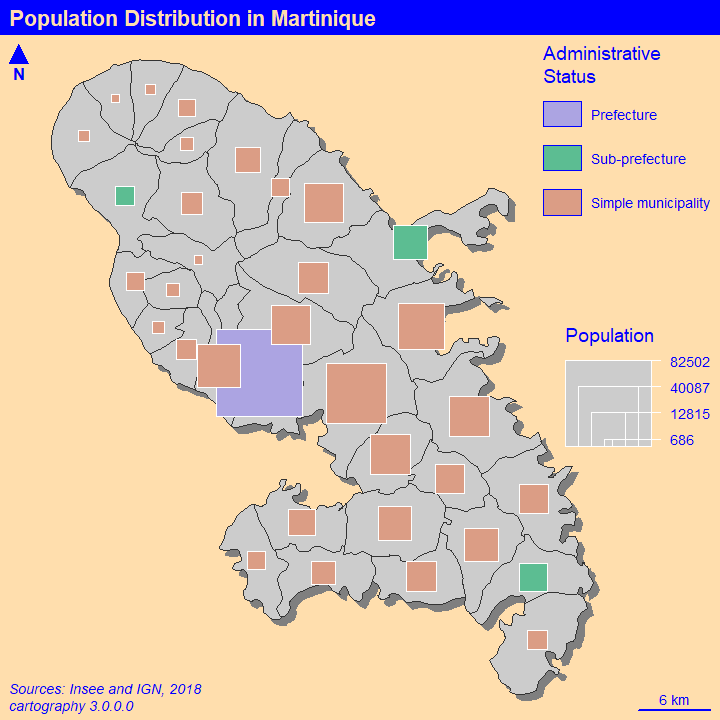 Population Distribution in Martinique
N
Administrative
Status
Prefecture
Sub-prefecture
Simple municipality
Population
82502
40087
12815
686
Sources: Insee and IGN, 2018
cartography 3.0.0.0
6 km